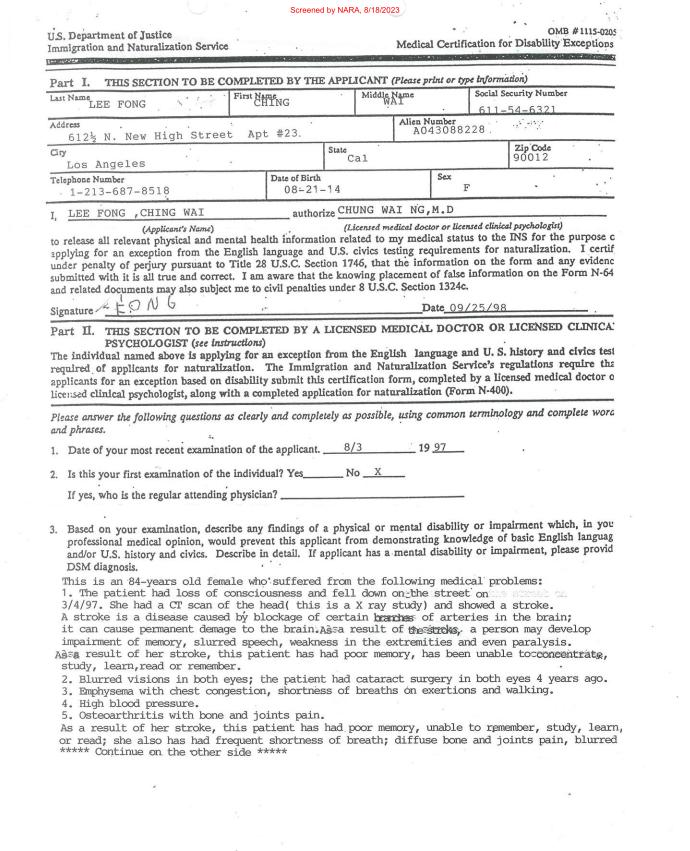 Screened by NARA, 8/18/2023
U.S. Department of Justice
Immigration and Naturalization Service
OMB #1115-0205
Medical Certification for Disability Exceptions
Part I. THIS SECTION TO BE COMPLETED BY THE APPLICANT (Please print or type information)
Last Name LEE FONG First Name CHING Middle Name WAI Social Security Number 611-54-6321
Address 612½ N. New High Street Apt #23. Alien Number A043088228
City Los Angeles State Cal Zip Code 90012
Telephone Number 1-213-687-8518 Date of Birth 08-21-14 Sex F
I, LEE FONG ,CHING WAI authorize CHUNG WAI NG,M.D
(Applicant's Name) (Licensed medical doctor or licensed clinical psychologist)
to release all relevant physical and mental health information related to my medical status to the INS for the purpose o
applying for an exception from the English language and U.S. civics testing requirements for naturalization. I certif
under penalty of perjury pursuant to Title 28 U.S.C. Section 1746, that the information on the form and any evidenc
submitted with it is all true and correct. I am aware that the knowing placement of false information on the Form N-64
and related documents may also subject me to civil penalties under 8 U.S.C. Section 1324c.
Signature FONG Date 09/25/98
Part II. THIS SECTION TO BE COMPLETED BY A LICENSED MEDICAL DOCTOR OR LICENSED CLINICA
PSYCHOLOGIST (see instructions)
The individual named above is applying for an exception from the English language and U. S. history and civics test
required of applicants for naturalization. The Immigration and Naturalization Service's regulations require tha
applicants for an exception based on disability submit this certification form, completed by a licensed medical doctor o
licensed clinical psychologist, along with a completed application for naturalization (Form N-400).
Please answer the following questions as clearly and completely as possible, using common terminology and complete word
and phrases.
1. Date of your most recent examination of the applicant. 8/3 19 97
2. Is this your first examination of the individual? Yes No X
If yes, who is the regular attending physician?
3. Based on your examination, describe any findings of a physical or mental disability or impairment which, in you
professional medical opinion, would prevent this applicant from demonstrating knowledge of basic English languag
and/or U.S. history and civics. Describe in detail. If applicant has a mental disability or impairment, please provid
DSM diagnosis.
This is an 84-years old female who suffered from the following medical problems:
1. The patient had loss of consciousness and fell down on the street on
3/4/97. She had a CT scan of the head( this is a X ray study) and showed a stroke.
A stroke is a disease caused by blockage of certain branches of arteries in the brain;
it can cause permanent damage to the brain. As a result of the stroke, a person may develop
impairment of memory, slurred speech, weakness in the extremities and even paralysis.
As a result of her stroke, this patient has had poor memory, has been unable to concentrate,
study, learn,read or remember.
2. Blurred visions in both eyes; the patient had cataract surgery in both eyes 4 years ago.
3. Emphysema with chest congestion, shortness of breaths on exertions and walking.
4. High blood pressure.
5. Osteoarthritis with bone and joints pain.
As a result of her stroke, this patient has had poor memory, unable to remember, study, learn,
or read; she also has had frequent shortness of breath; diffuse bone and joints pain, blurred
***** Continue on the other side *****